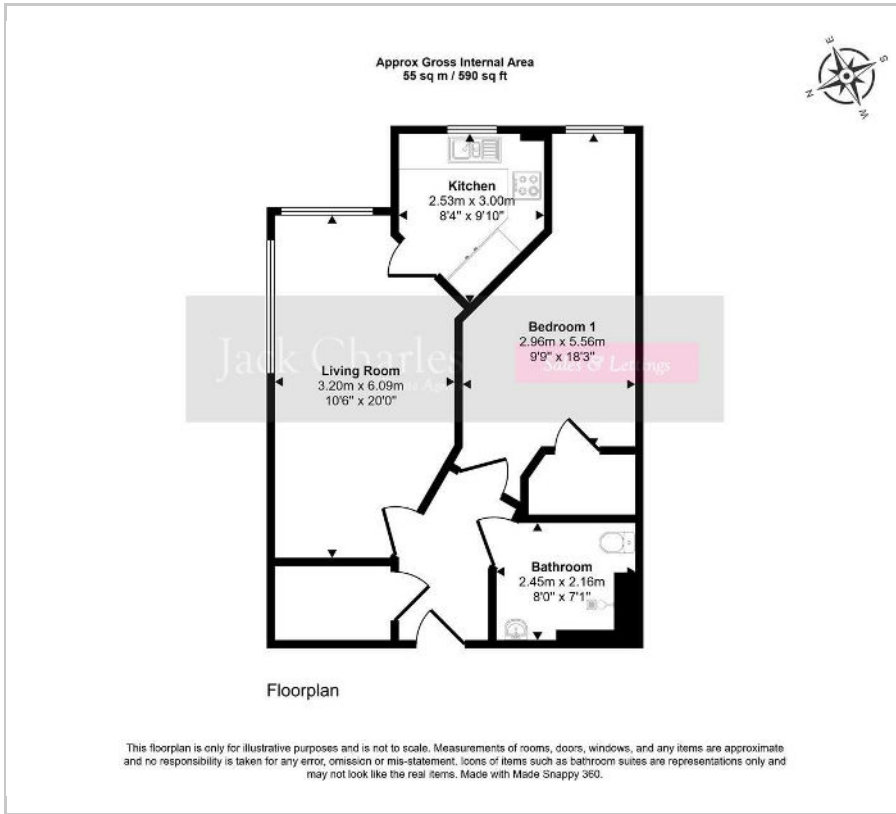 Approx Gross Internal Area
55 sq m / 590 sq ft
E
S
N
W
Kitchen
2.53m x 3.00m
8'4" x 9'10"
Bedroom 1
2.96m x 5.56m
9'9" x 18'3"
Jack Charles
Sales & Lettings
Living Room
3.20m x 6.09m
10'6" x 20'0"
Bathroom
2.45m x 2.16m
8'0" x 7'1"
Floorplan
This floorplan is only for illustrative purposes and is not to scale. Measurements of rooms, doors, windows, and any items are approximate
and no responsibility is taken for any error, omission or mis-statement. Icons of items such as bathroom suites are representations only and
may not look like the real items. Made with Made Snappy 360.